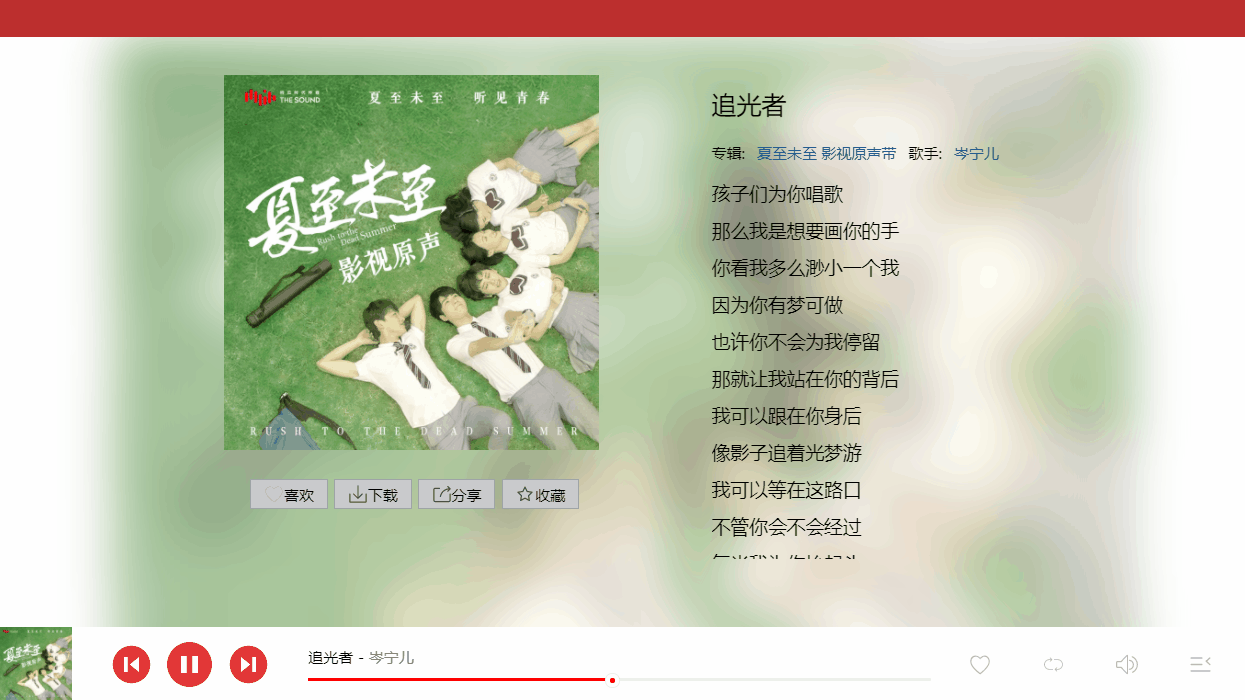 THE SOUND
夏至未至 听见青春
夏至未至
Rush to the
Dead Summer
影视原声
RUSH TO THE DEAD SUMMER
喜欢 下载 分享 收藏
追光者
专辑: 夏至未至 影视原声带 歌手: 岑宁儿
孩子们为你唱歌
那么我是想要画你的手
你看我多么渺小一个我
因为你有梦可做
也许你不会为我停留
那就让我站在你的背后
我可以跟在你身后
像影子追着光梦游
我可以等在这路口
不管你会不会经过
夏至未至
追光者 - 岑宁儿